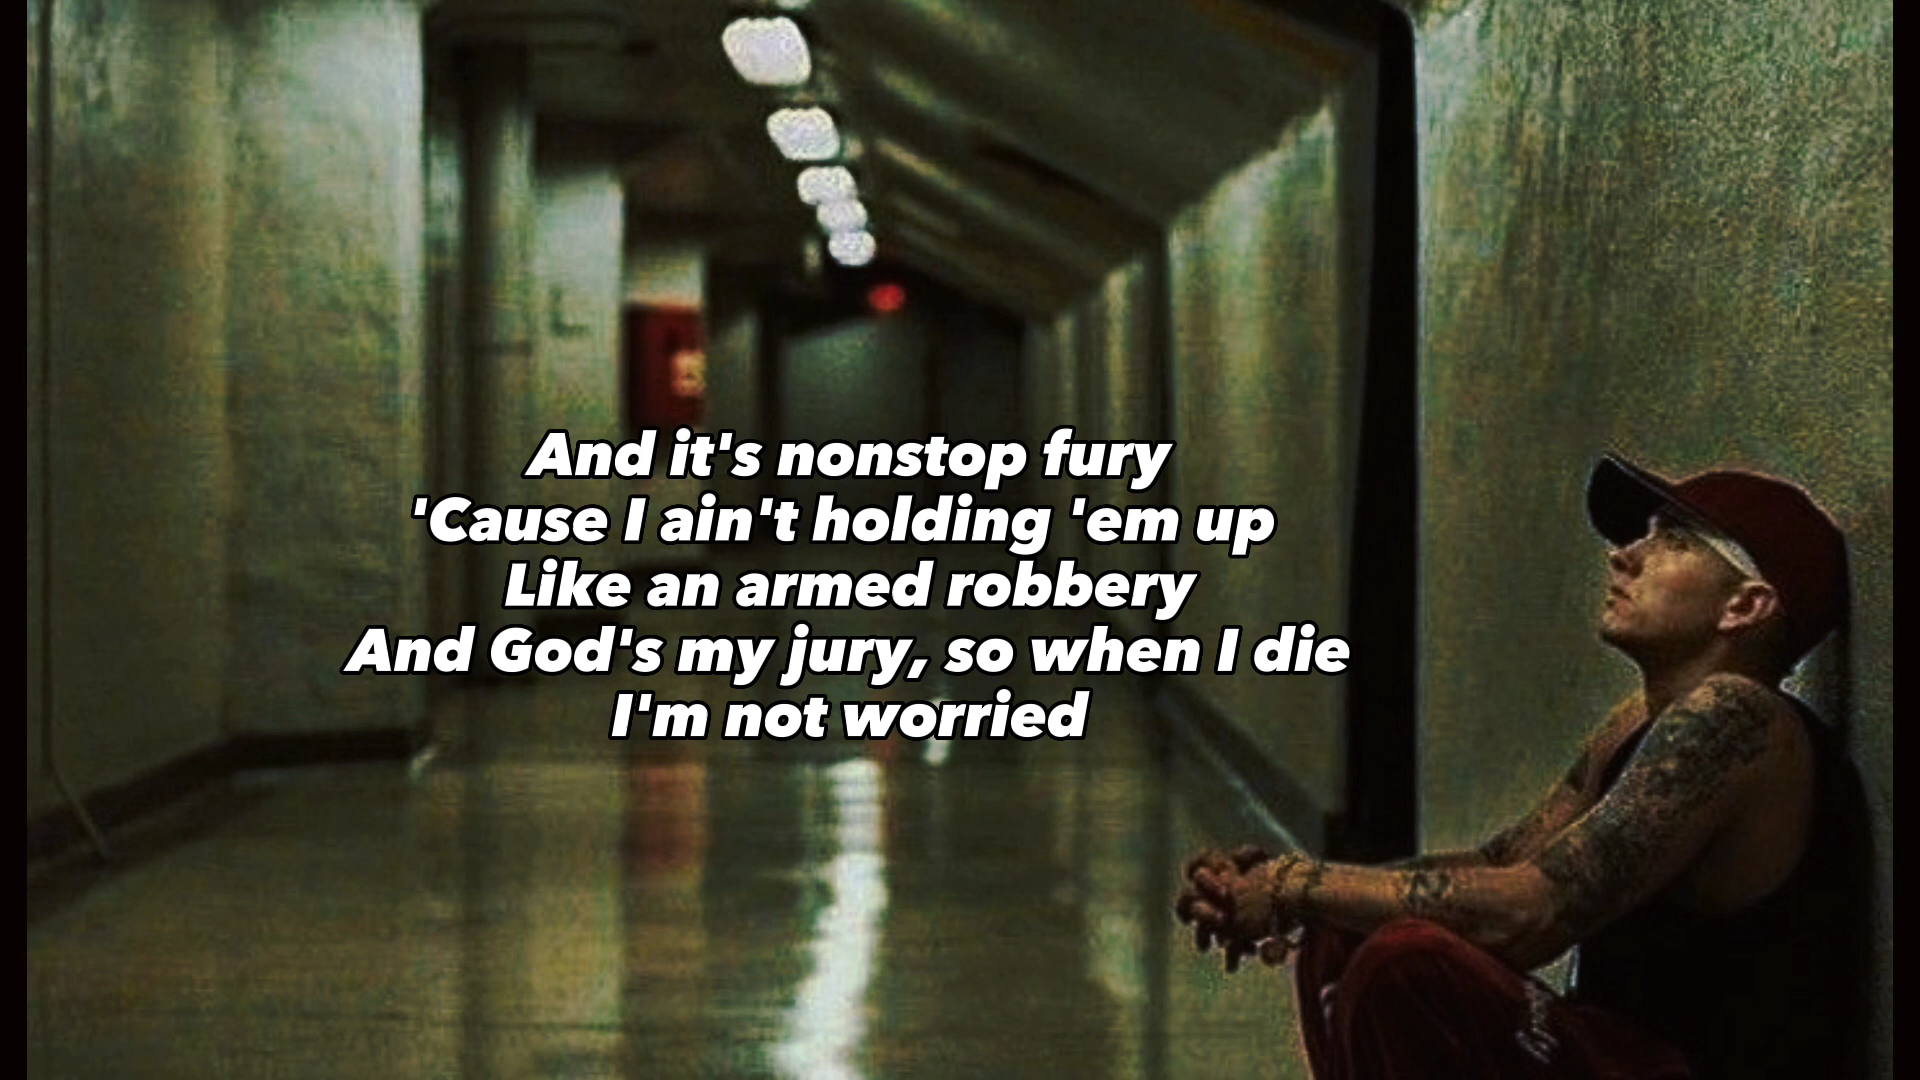 And it's nonstop fury
'Cause I ain't holding 'em up
Like an armed robbery
And God's my jury, so when I die
I'm not worried